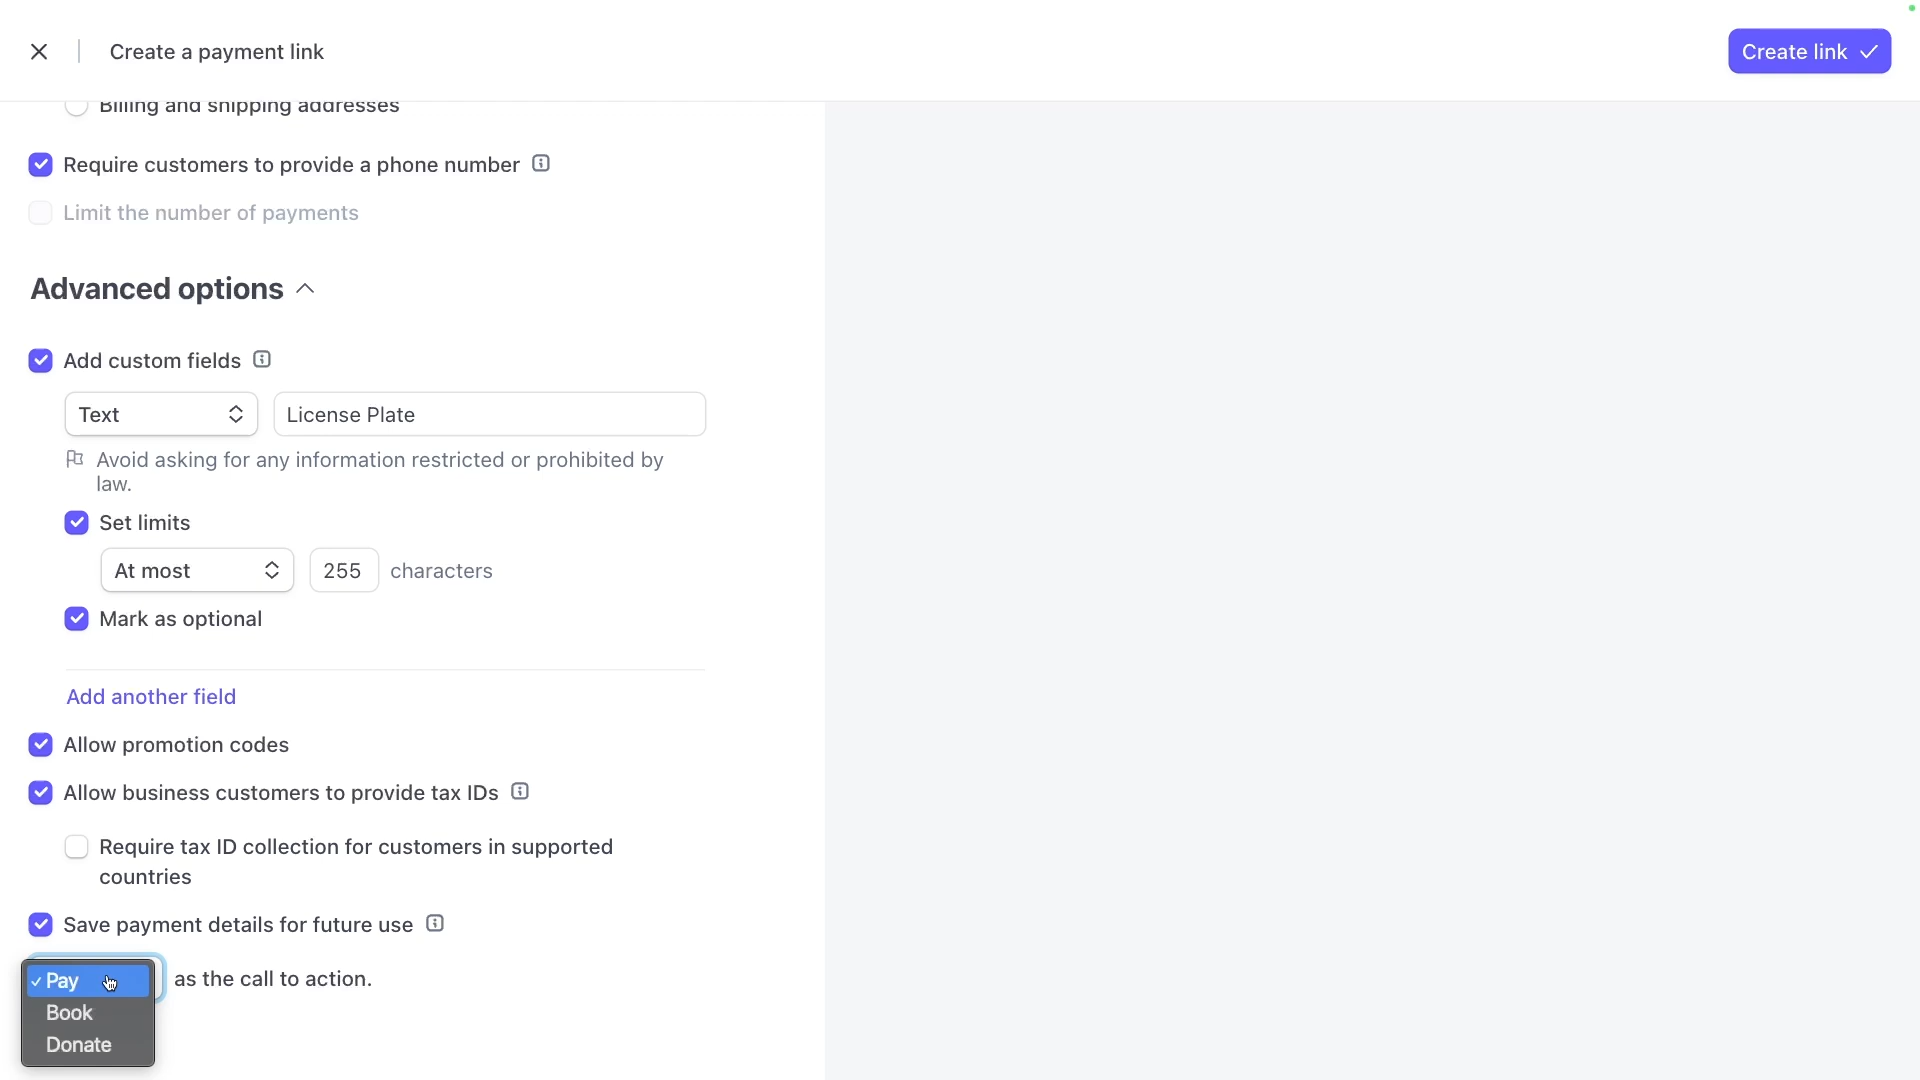 Create a payment link
Create link
Billing and shipping addresses
Require customers to provide a phone number
Limit the number of payments
Advanced options
Add custom fields
Text
License Plate
Avoid asking for any information restricted or prohibited by
law.
Set limits
At most
255
characters
Mark as optional
Add another field
Allow promotion codes
Allow business customers to provide tax IDs
Require tax ID collection for customers in supported
countries
Save payment details for future use
Pay
as the call to action.
Book
Donate